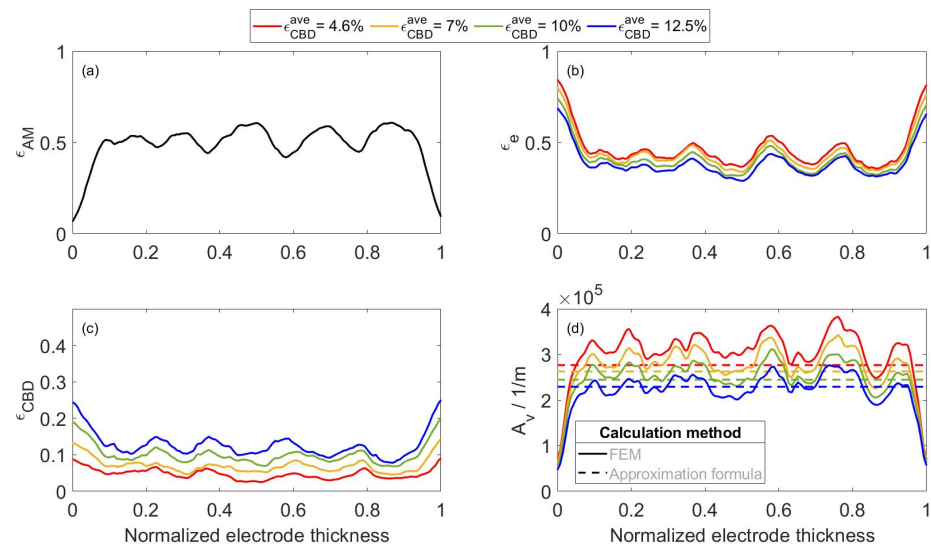 ϵ_CBD^ave = 4.6% ϵ_CBD^ave = 7% ϵ_CBD^ave = 10% ϵ_CBD^ave = 12.5%
(a)
ϵ_AM
1
0.5
0
0 0.2 0.4 0.6 0.8 1
(b)
ϵ_e
1
0.5
0
0 0.2 0.4 0.6 0.8 1
(c)
ϵ_CBD
0.4
0.3
0.2
0.1
0
0 0.2 0.4 0.6 0.8 1
Normalized electrode thickness
×10^5
(d)
A_v / 1/m
4
3
2
1
0
Calculation method
FEM
Approximation formula
0 0.2 0.4 0.6 0.8 1
Normalized electrode thickness